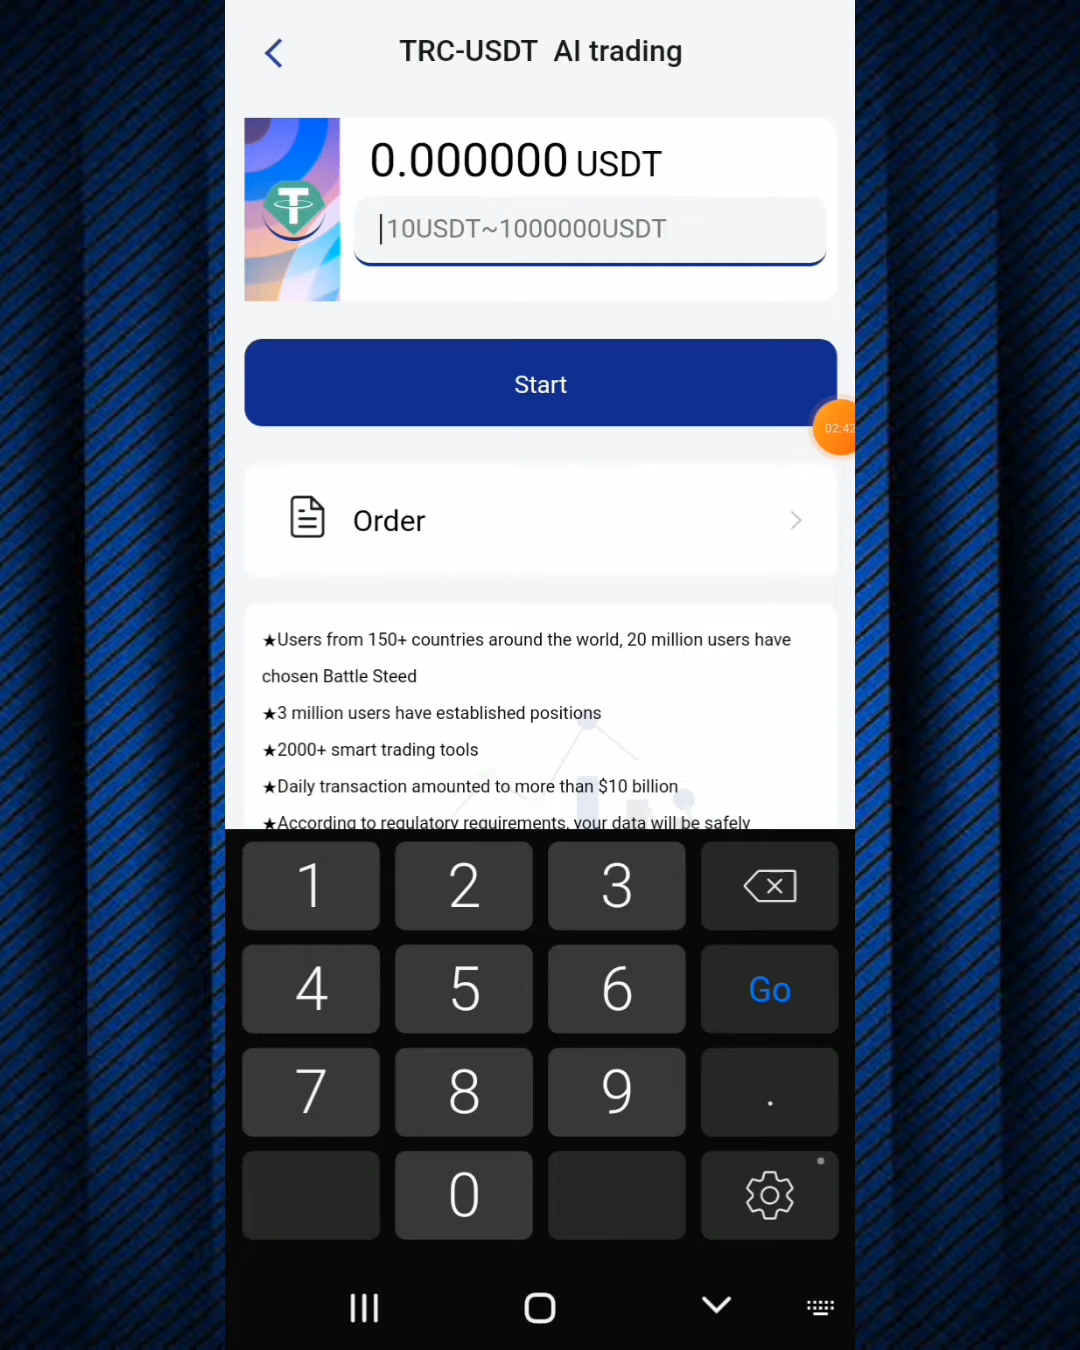 TRC-USDT AI trading
0.000000 USDT
10USDT~1000000USDT
Start
02:42
Order
★Users from 150+ countries around the world, 20 million users have
chosen Battle Steed
★3 million users have established positions
★2000+ smart trading tools
★Daily transaction amounted to more than $10 billion
★According to regulatory requirements, your data will be safely
1 2 3
4 5 6 Go
7 8 9 .
0